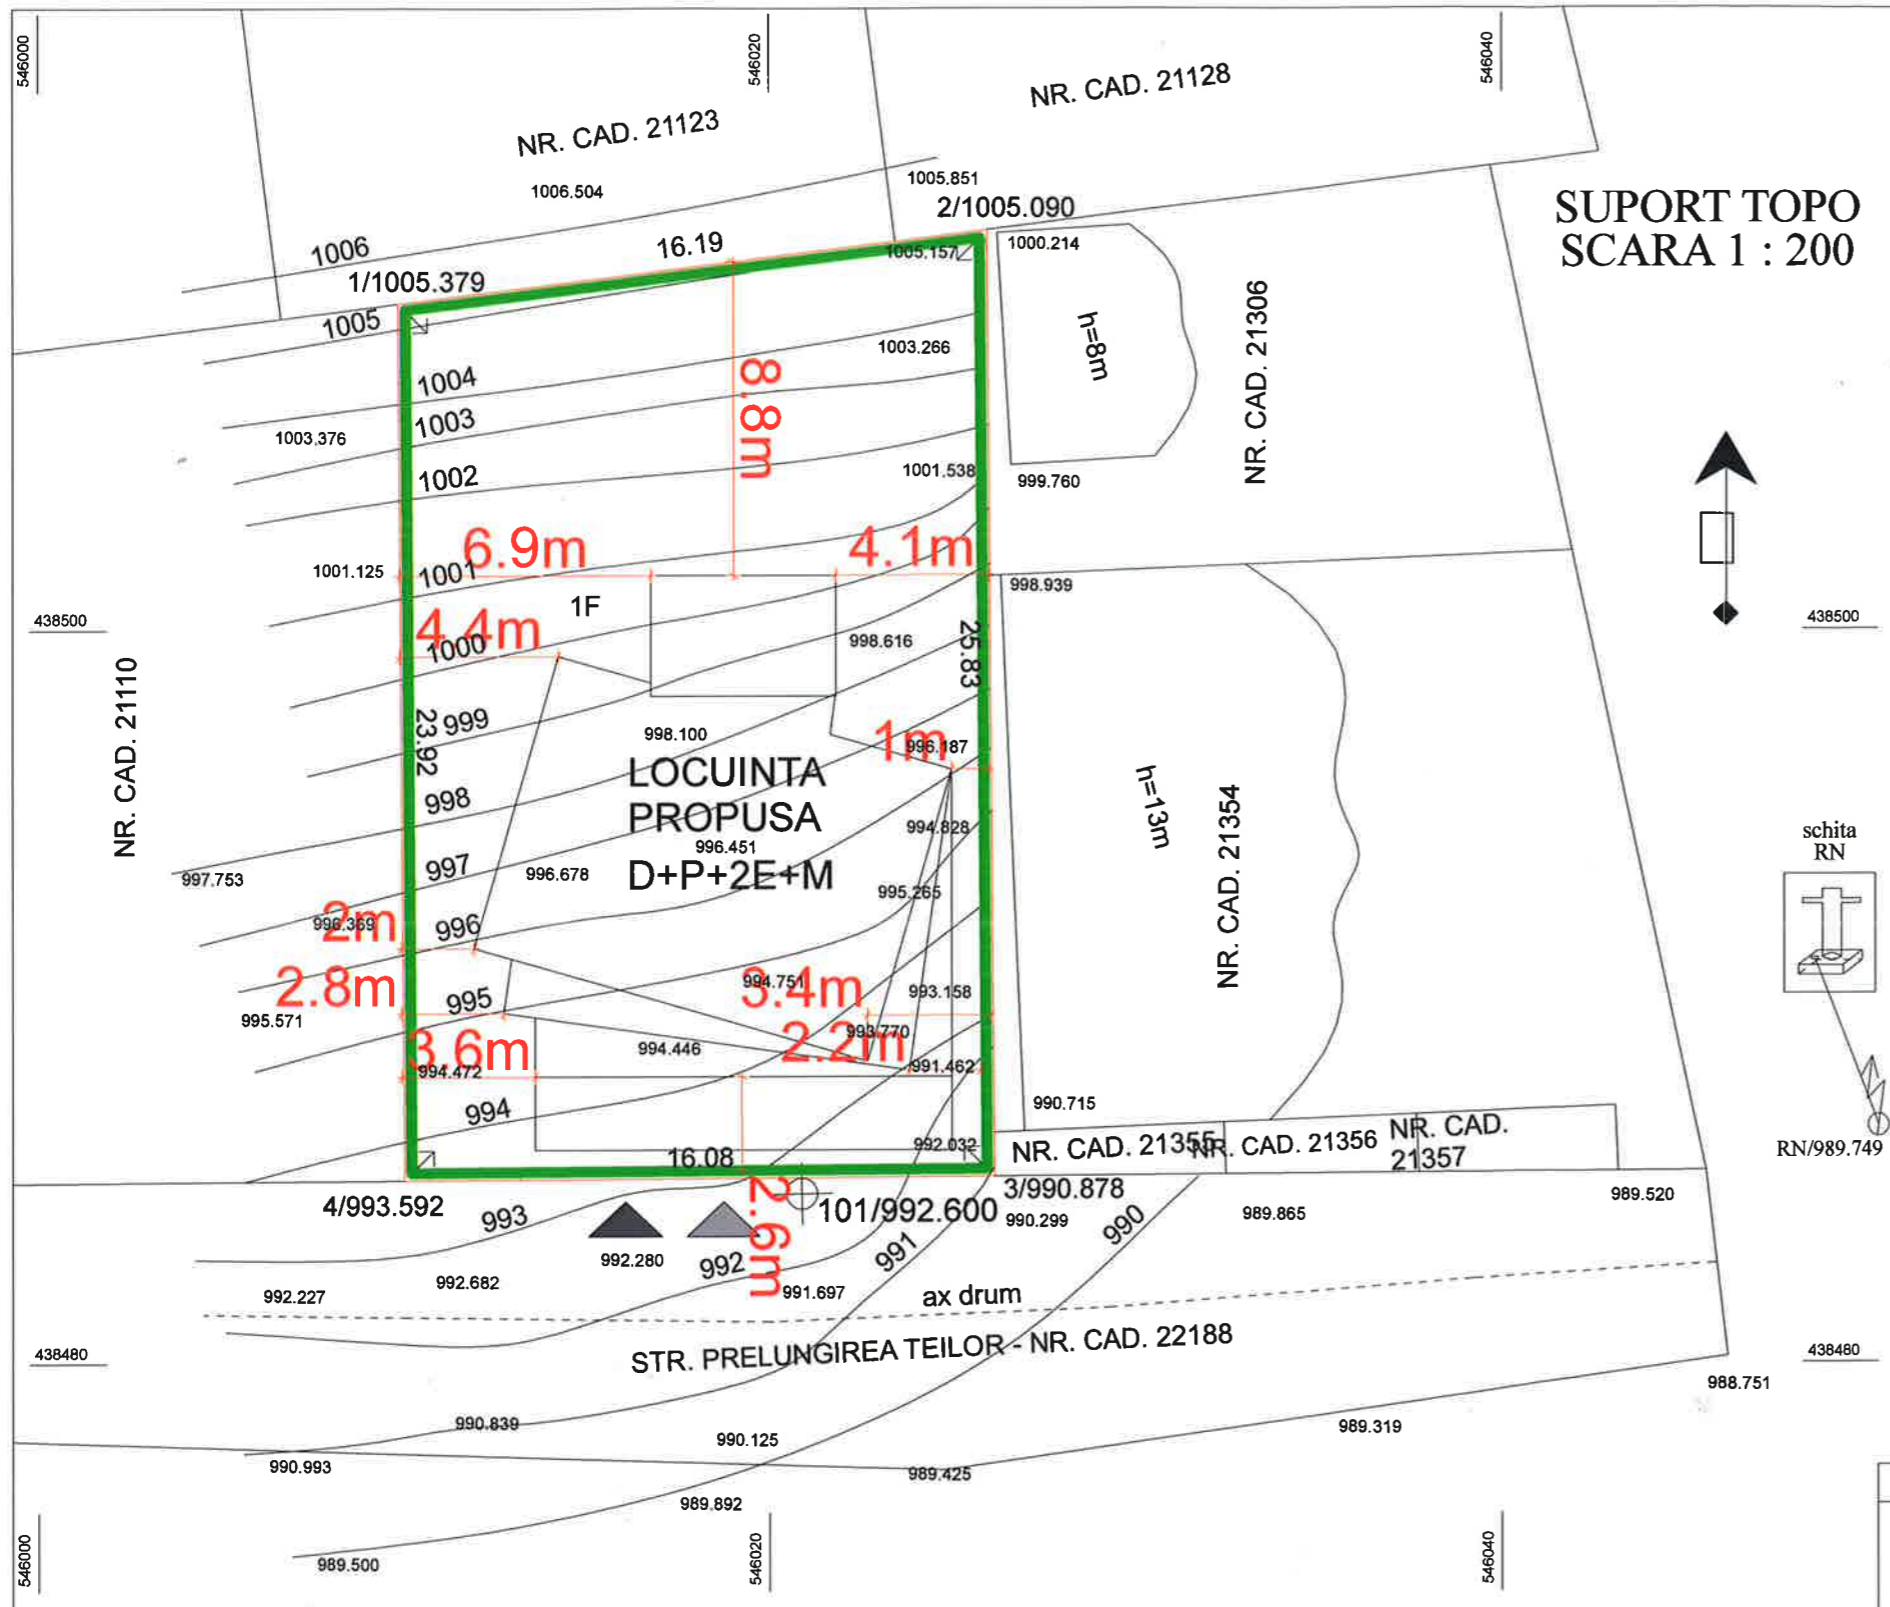 546000
546020
546040
NR. CAD. 21128
NR. CAD. 21123
1006.504
1005.851
2/1005.090
SUPORT TOPO
SCARA 1 : 200
1006
16.19
1005.157
1000.214
1/1005.379
1005
h=8m
NR. CAD. 21306
1004
1003.266
8.8m
1003
1003.376
1002
1001.538
999.760
6.9m
4.1m
1001.125
1001
998.939
1F
438500
438500
4.4m
1000
998.616
25.83
NR. CAD. 21110
23.92
999
998.100
1m
996.187
LOCUINTA
PROPUSA
D+P+2E+M
998
994.828
h=13m
NR. CAD. 21354
996.451
schita
RN
997
996.678
997.753
995.265
2m
996.369
996
2.8m
995
994.751
3.4m
993.158
995.571
3.6m
994.446
993.770
2.2m
994.472
991.462
994
990.715
992.032
16.08
NR. CAD. 21355
NR. CAD. 21356
NR. CAD.
21357
RN/989.749
4/993.592
993
2.6m
101/992.600
3/990.878
990.299
990
989.865
989.520
992.280
992
991
992.682
992.227
991.697
ax drum
STR. PRELUNGIREA TEILOR - NR. CAD. 22188
438480
438480
988.751
990.839
990.125
989.319
990.993
989.425
989.892
989.500
546000
546020
546040